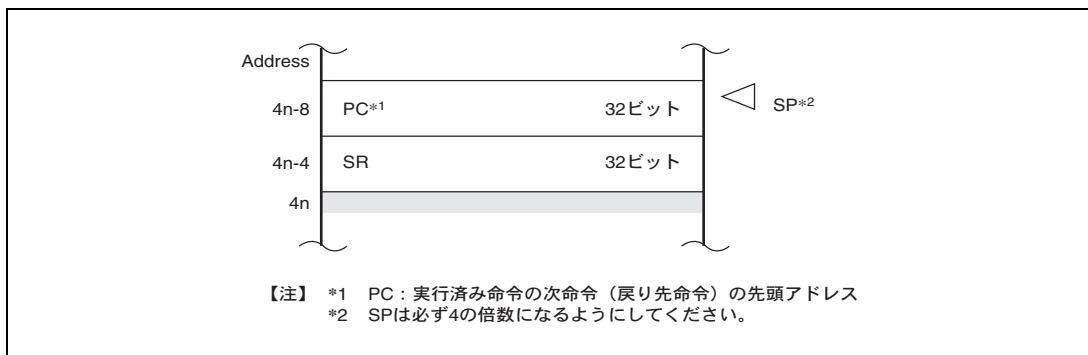 Address
4n-8 PC*1 32ビット SP*2
4n-4 SR 32ビット
4n
【注】 *1 PC：実行済み命令の次命令（戻り先命令）の先頭アドレス
*2 SPは必ず4の倍数になるようにしてください。